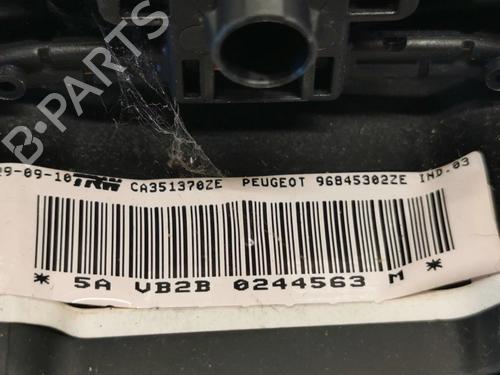 B-PARTS
29-09-10 TRW CA351370ZE PEUGEOT 96845302ZE IND.03
* 5A VB2B 0244563 M *